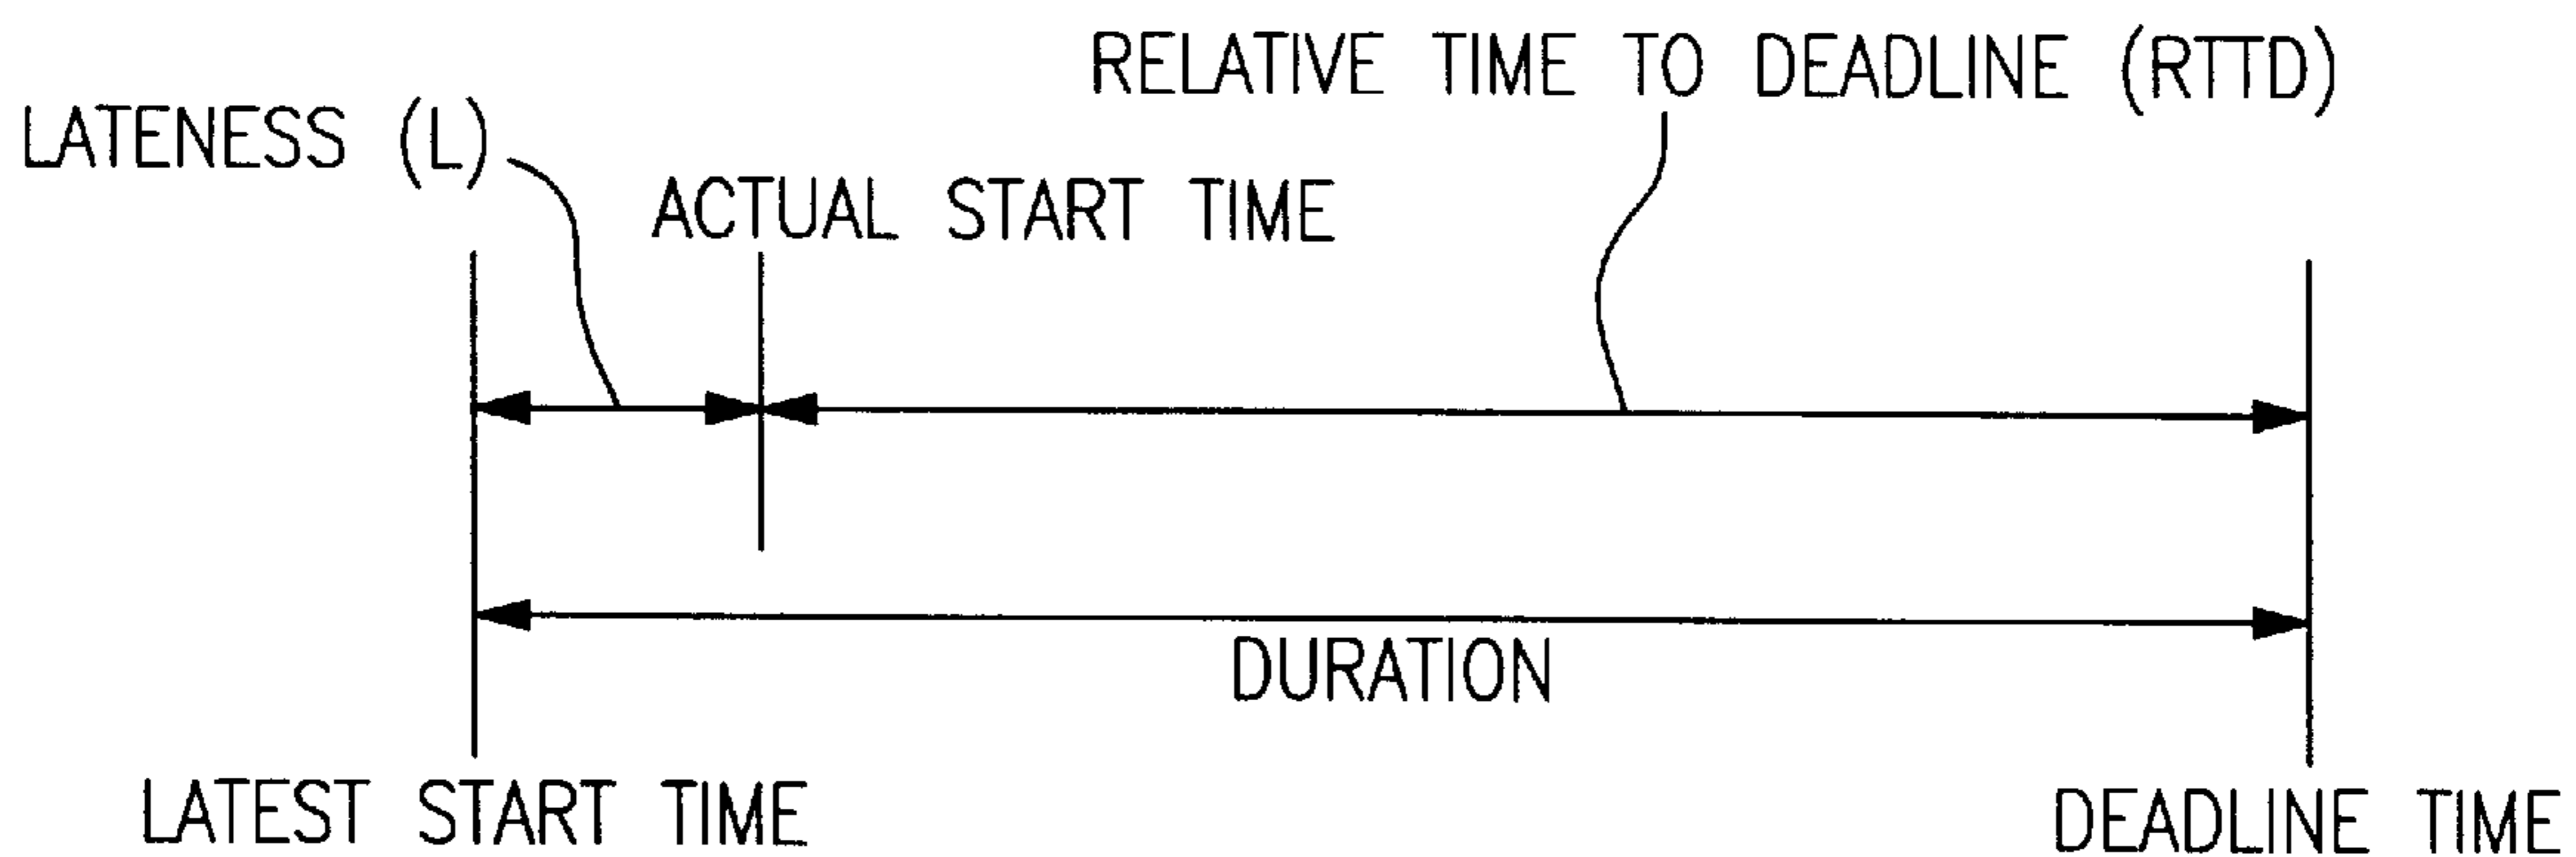 RELATIVE TIME TO DEADLINE (RTTD)
LATENESS (L)
ACTUAL START TIME
DURATION
LATEST START TIME
DEADLINE TIME